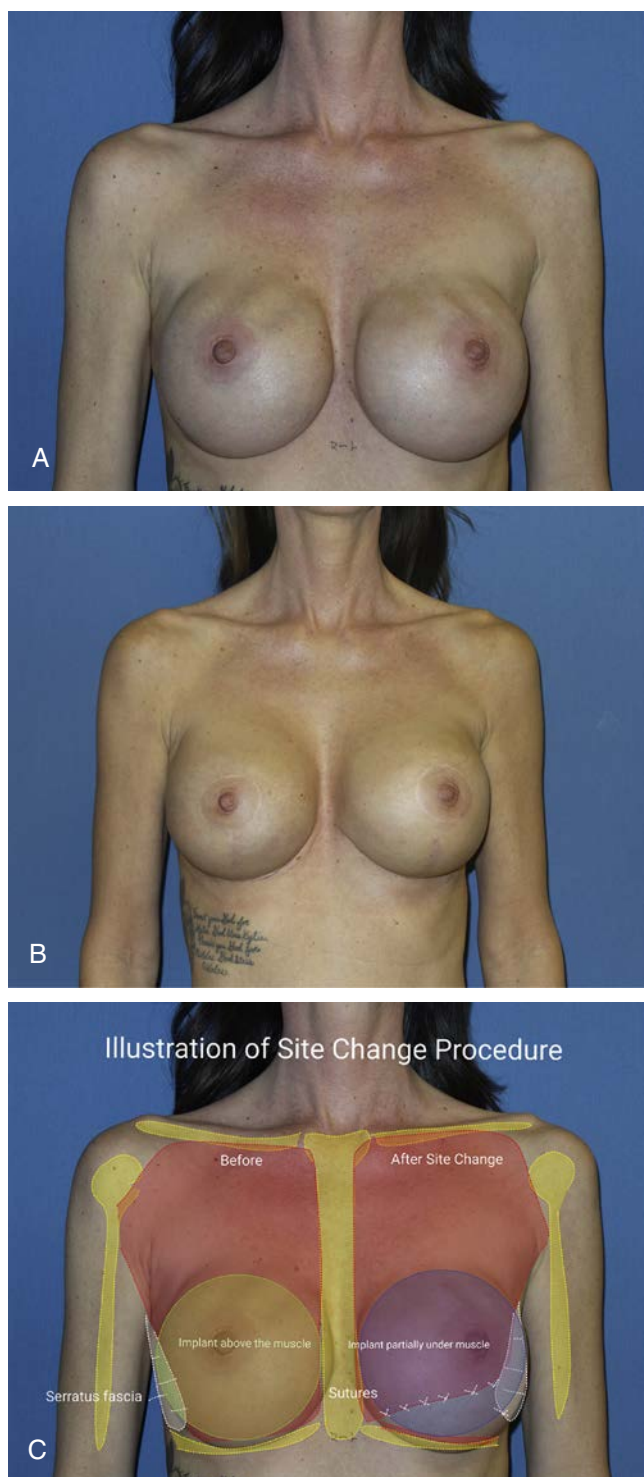 A
B
Illustration of Site Change Procedure
Before
After Site Change
Implant above the muscle
Implant partially under muscle
Serratus fascia
Sutures
C